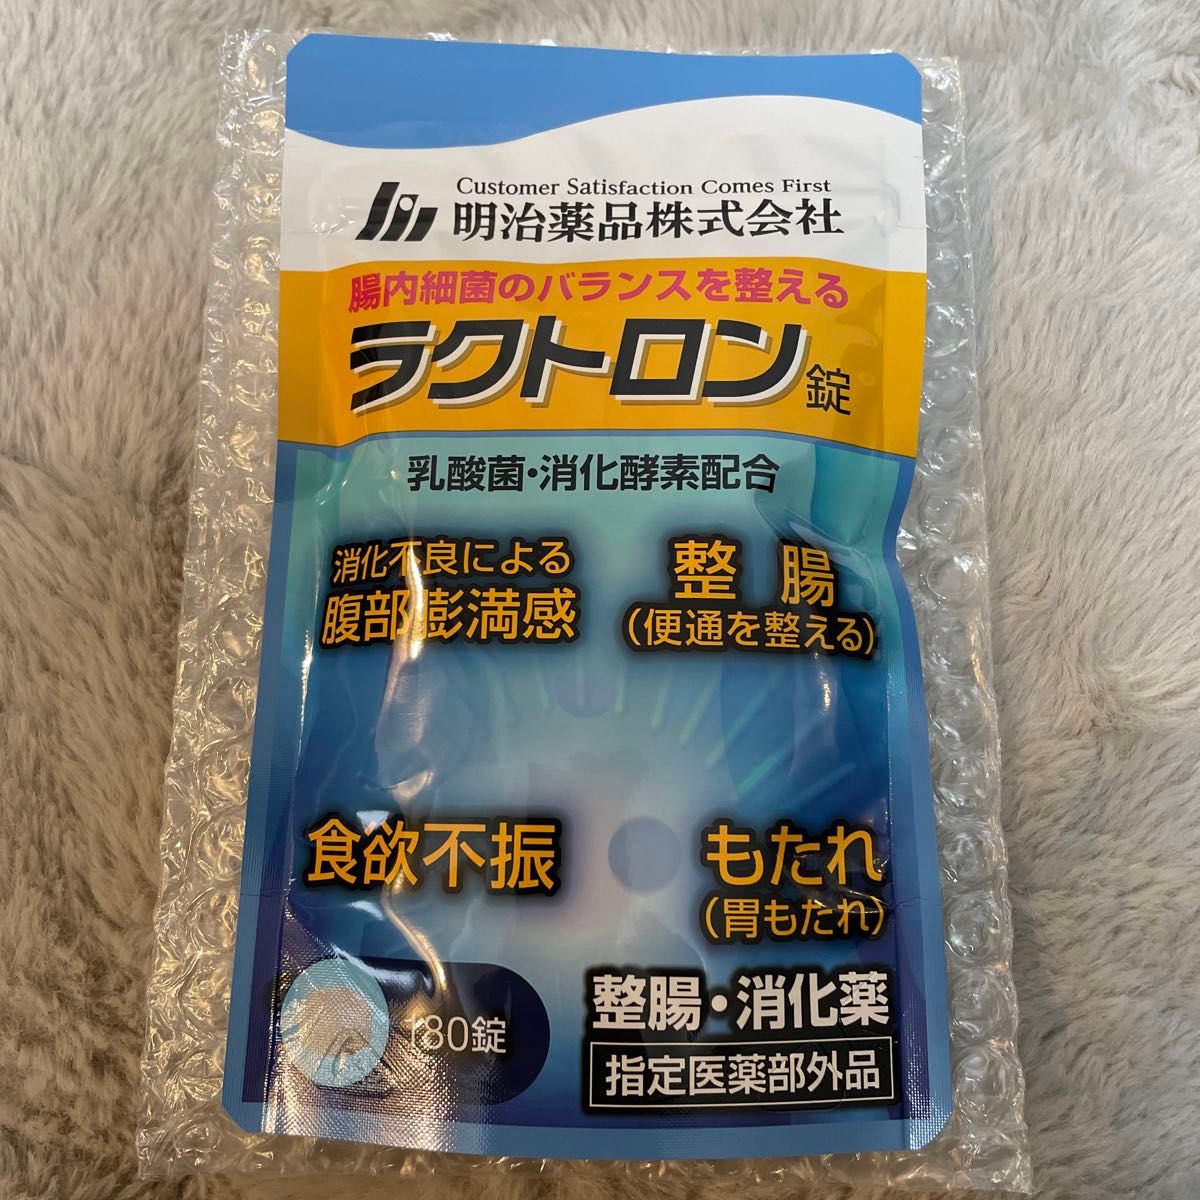 Customer Satisfaction Comes First
明治薬品株式会社
腸内細菌のバランスを整える
ラクトロン錠
乳酸菌・消化酵素配合
消化不良による
腹部膨満感
整腸
(便通を整える)
食欲不振
もたれ
(胃もたれ)
180錠
整腸・消化薬
指定医薬部外品